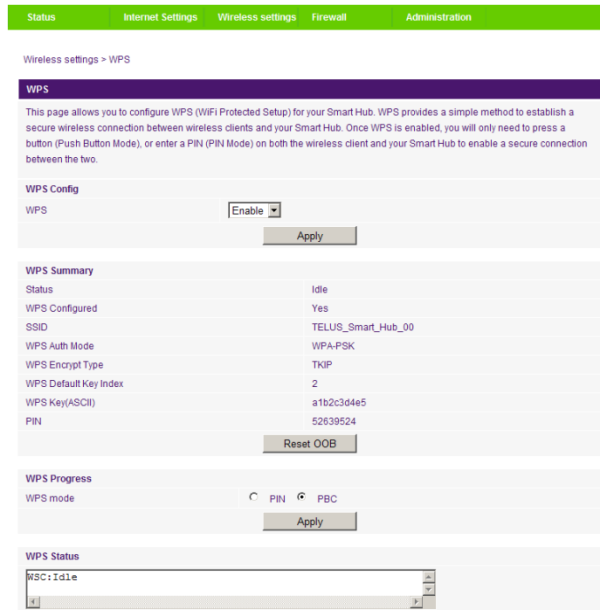 Status Internet Settings Wireless settings Firewall Administration
Wireless settings > WPS
WPS
This page allows you to configure WPS (WiFi Protected Setup) for your Smart Hub. WPS provides a simple method to establish a
secure wireless connection between wireless clients and your Smart Hub. Once WPS is enabled, you will only need to press a
button (Push Button Mode), or enter a PIN (PIN Mode) on both the wireless client and your Smart Hub to enable a secure connection
between the two.
WPS Config
WPS Enable
Apply
WPS Summary
Status Idle
WPS Configured Yes
SSID TELUS_Smart_Hub_00
WPS Auth Mode WPA-PSK
WPS Encrypt Type TKIP
WPS Default Key Index 2
WPS Key(ASCII) a1b2c3d4e5
PIN 52639524
Reset OOB
WPS Progress
WPS mode PIN PBC
Apply
WPS Status
WSC:Idle